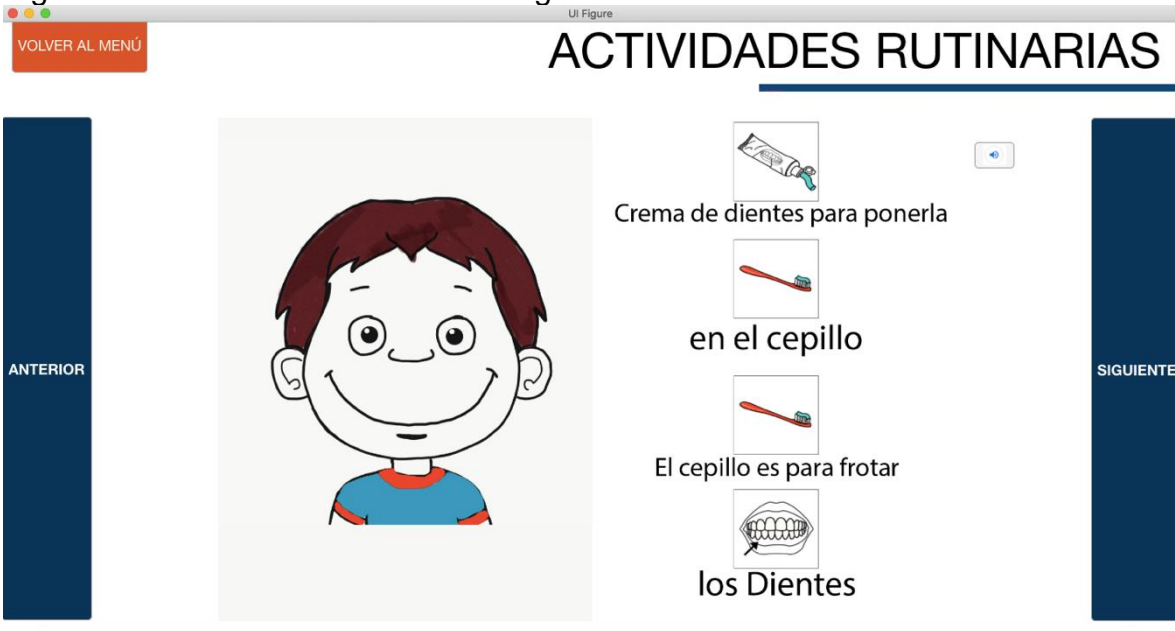 UI Figure
VOLVER AL MENÚ
ACTIVIDADES RUTINARIAS
Crema de dientes para ponerla
en el cepillo
ANTERIOR
SIGUIENTE
El cepillo es para frotar
los Dientes